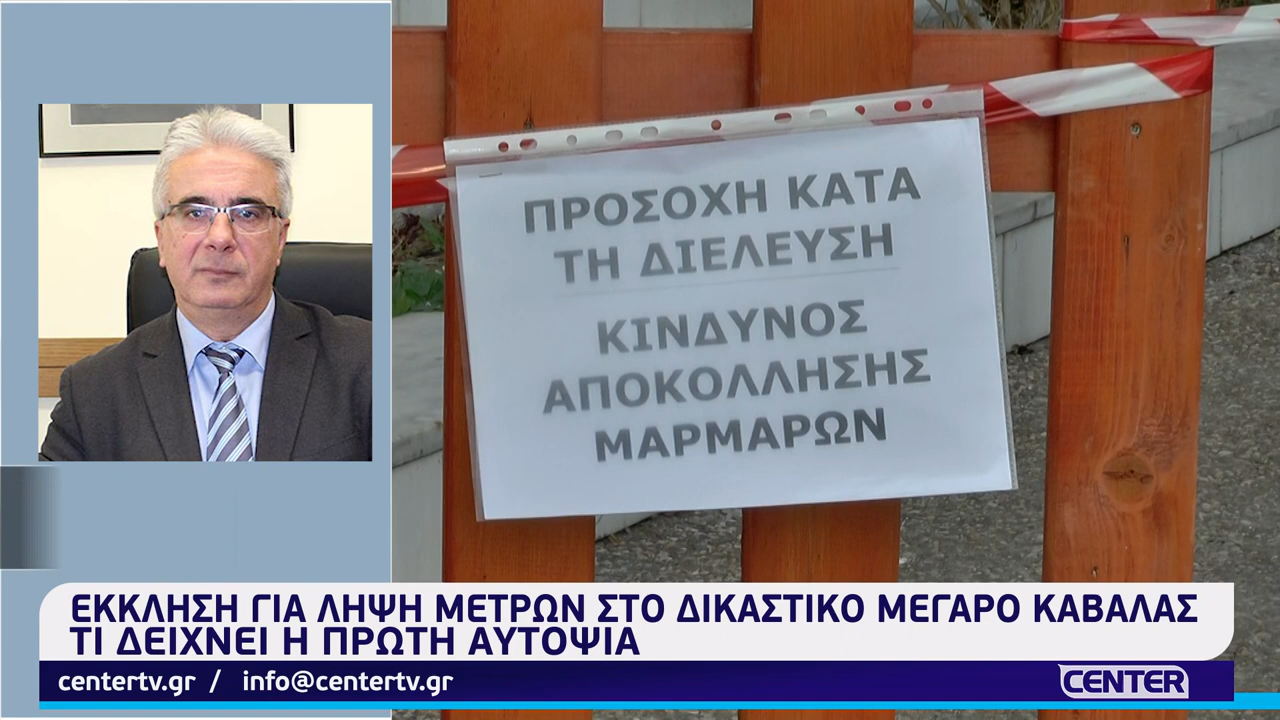 ΠΡΟΣΟΧΗ ΚΑΤΑ
ΤΗ ΔΙΕΛΕΥΣΗ
ΚΙΝΔΥΝΟΣ
ΑΠΟΚΟΛΛΗΣΗΣ
ΜΑΡΜΑΡΩΝ
ΕΚΚΛΗΣΗ ΓΙΑ ΛΗΨΗ ΜΕΤΡΩΝ ΣΤΟ ΔΙΚΑΣΤΙΚΟ ΜΕΓΑΡΟ ΚΑΒΑΛΑΣ
ΤΙ ΔΕΙΧΝΕΙ Η ΠΡΩΤΗ ΑΥΤΟΨΙΑ
centertv.gr / info@centertv.gr
CENTER